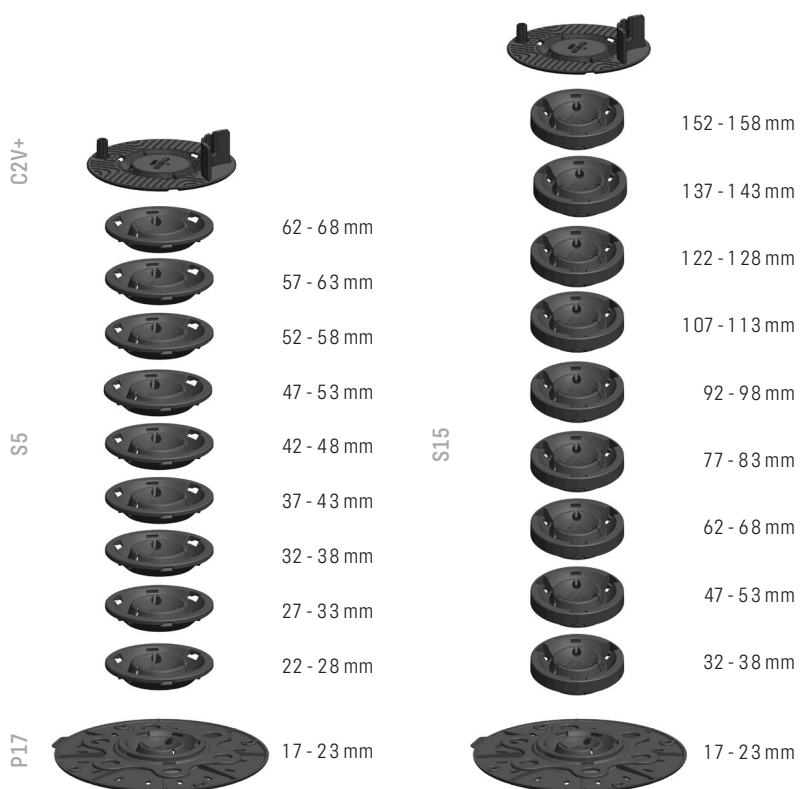 C2V+
62 - 68 mm
57 - 63 mm
52 - 58 mm
47 - 53 mm
S5
42 - 48 mm
37 - 43 mm
32 - 38 mm
27 - 33 mm
22 - 28 mm
P17
17 - 23 mm
152 - 158 mm
137 - 143 mm
122 - 128 mm
107 - 113 mm
92 - 98 mm
S15
77 - 83 mm
62 - 68 mm
47 - 53 mm
32 - 38 mm
17 - 23 mm